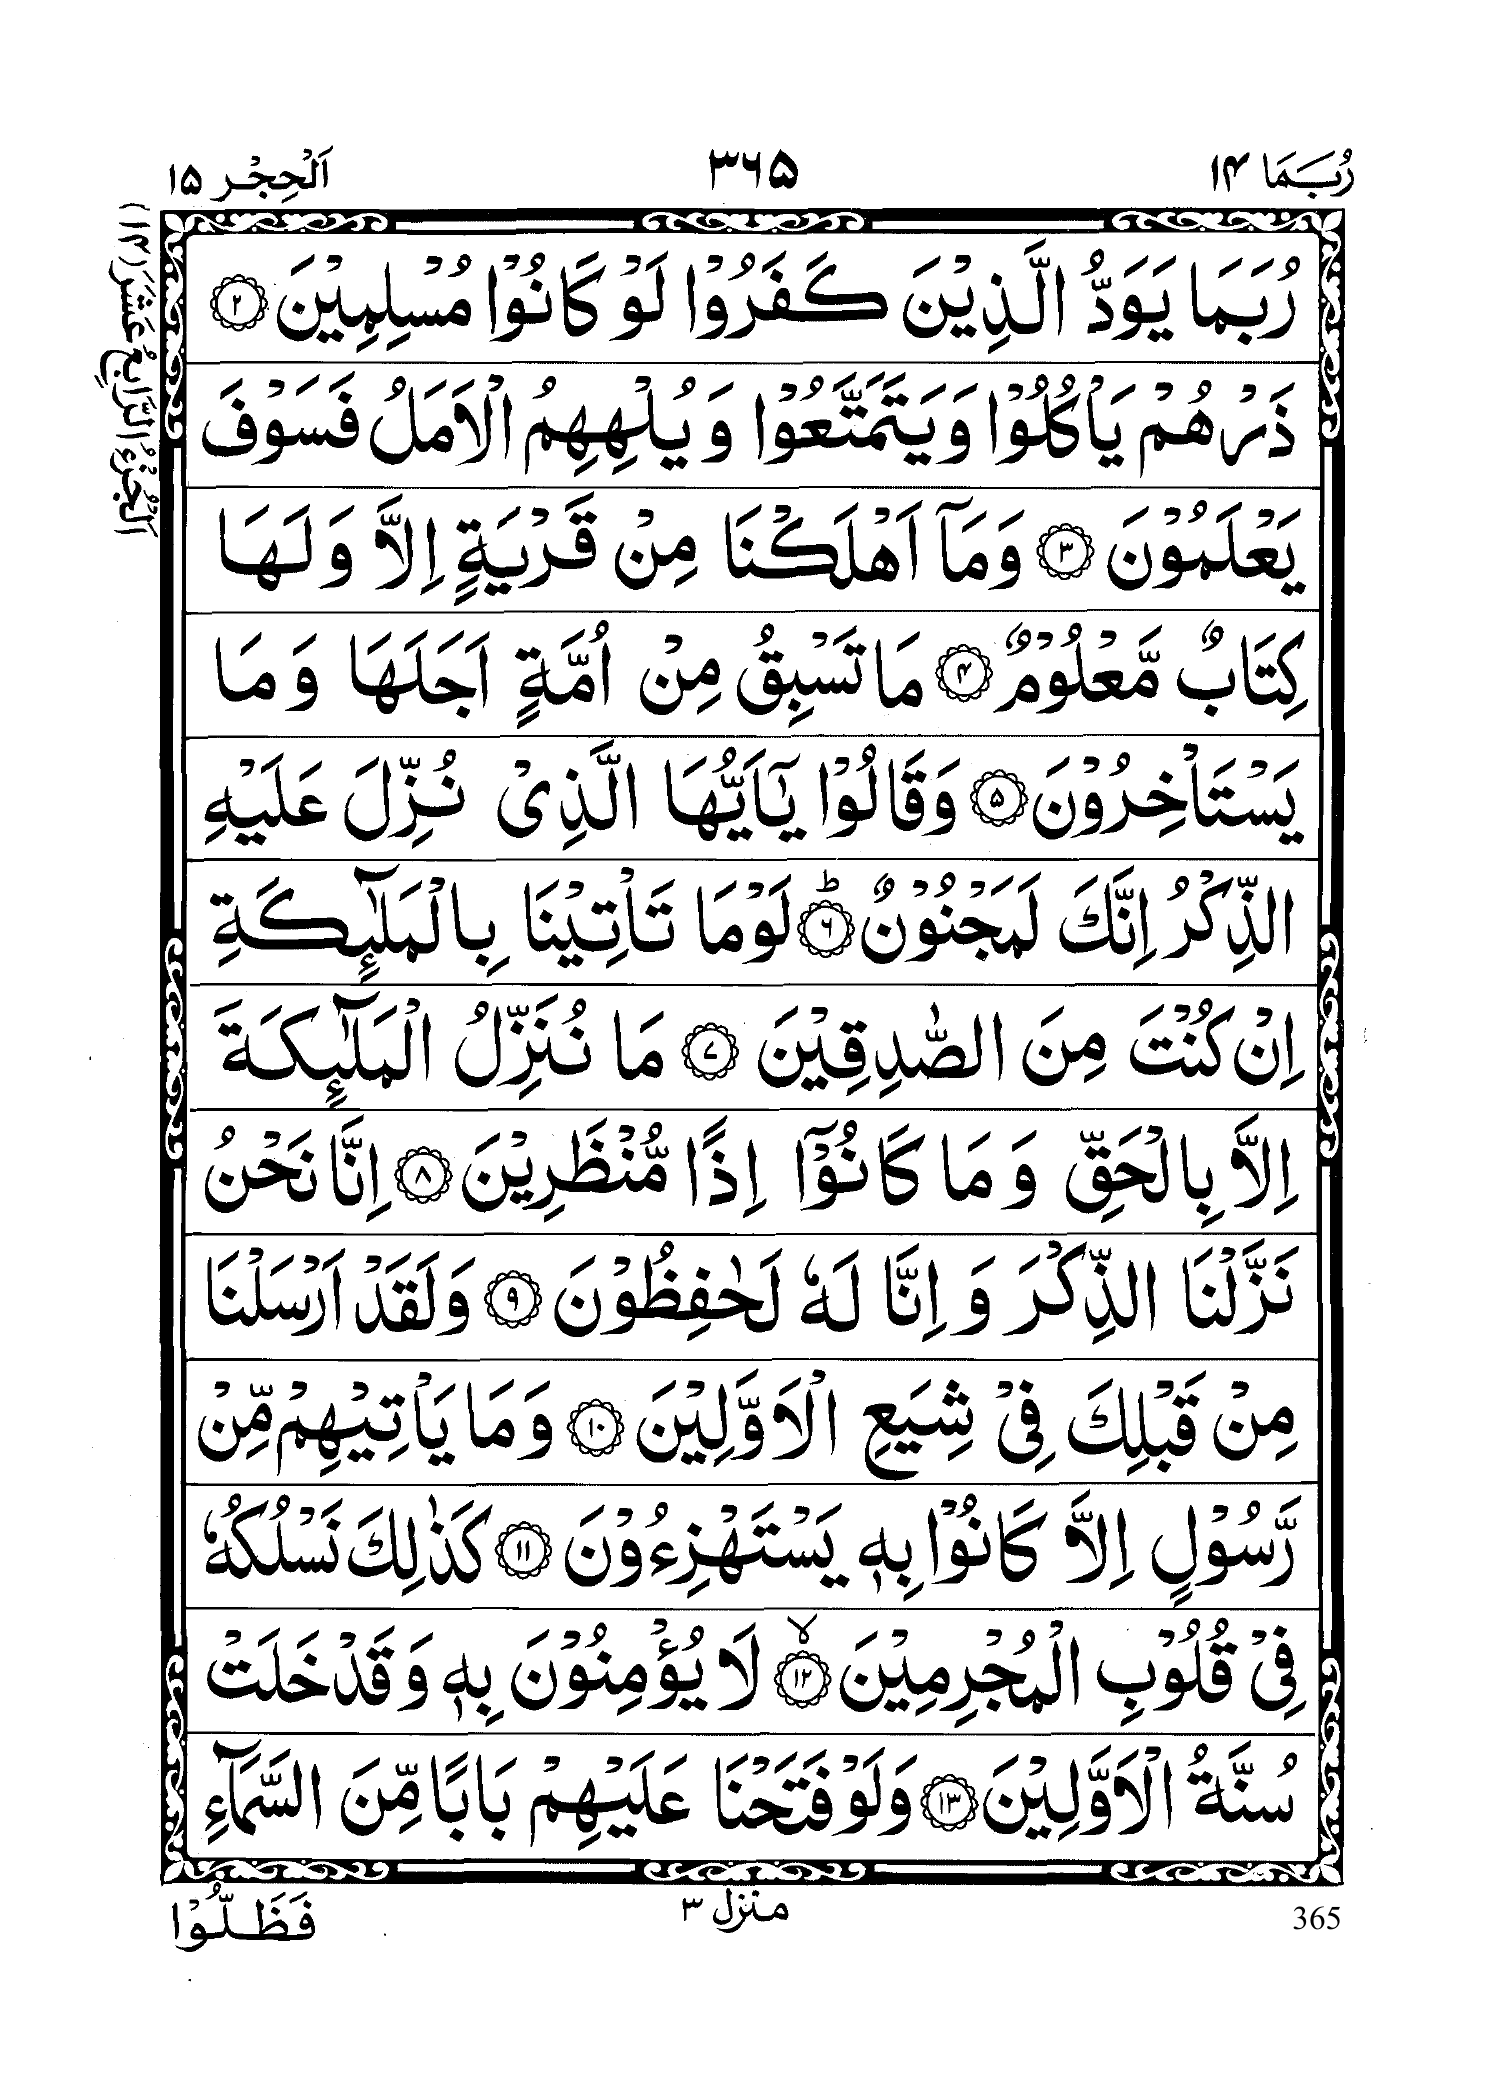 رُبَمَا ۱۴
۳۶۵
اَلْحِجْر ۱۵
اَلْجُزْءُ الرَّابِعُ عَشَرَ (۱۴)
رُبَمَا يَوَدُّ الَّذِيْنَ كَفَرُوْا لَوْ كَانُوْا مُسْلِمِيْنَ ۲
ذَرْهُمْ يَاْكُلُوْا وَيَتَمَتَّعُوْا وَيُلْهِهِمُ الْاَمَلُ فَسَوْفَ
يَعْلَمُوْنَ ۳ وَمَاۤ اَهْلَكْنَا مِنْ قَرْيَةٍ اِلَّا وَلَهَا
كِتَابٌ مَّعْلُوْمٌ ۴ مَا تَسْبِقُ مِنْ اُمَّةٍ اَجَلَهَا وَمَا
يَسْتَاْخِرُوْنَ ۵ وَقَالُوْا يٰۤاَيُّهَا الَّذِيْ نُزِّلَ عَلَيْهِ
الذِّكْرُ اِنَّكَ لَمَجْنُوْنٌ ۶ؕ لَوْمَا تَاْتِيْنَا بِالْمَلٰٓئِكَةِ
اِنْ كُنْتَ مِنَ الصّٰدِقِيْنَ ۷ مَا نُنَزِّلُ الْمَلٰٓئِكَةَ
اِلَّا بِالْحَقِّ وَمَا كَانُوْۤا اِذًا مُّنْظَرِيْنَ ۸ اِنَّا نَحْنُ
نَزَّلْنَا الذِّكْرَ وَاِنَّا لَهٗ لَحٰفِظُوْنَ ۹ وَلَقَدْ اَرْسَلْنَا
مِنْ قَبْلِكَ فِيْ شِيَعِ الْاَوَّلِيْنَ ۱۰ وَمَا يَاْتِيْهِمْ مِّنْ
رَّسُوْلٍ اِلَّا كَانُوْا بِهٖ يَسْتَهْزِءُوْنَ ۱۱ كَذٰلِكَ نَسْلُكُهٗ
فِيْ قُلُوْبِ الْمُجْرِمِيْنَ ۱۲ۙ لَا يُؤْمِنُوْنَ بِهٖ وَقَدْ خَلَتْ
سُنَّةُ الْاَوَّلِيْنَ ۱۳ وَلَوْ فَتَحْنَا عَلَيْهِمْ بَابًا مِّنَ السَّمَآءِ
365
منزل ۳
فَظَلُّوْا